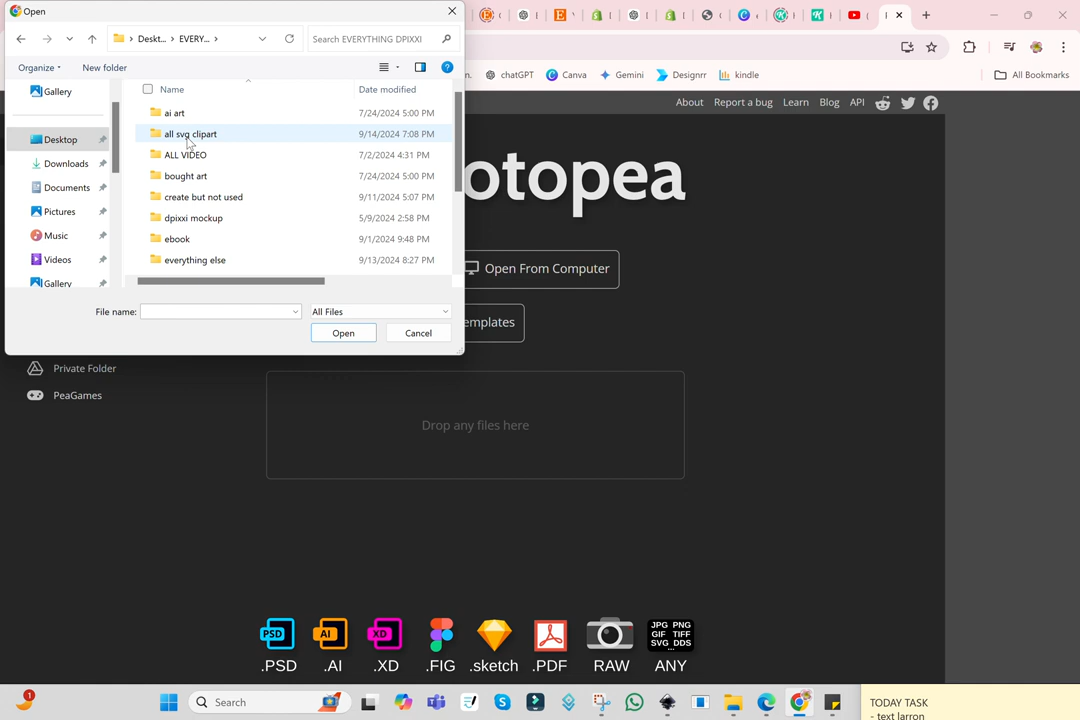 Open
Deskt... > EVERY... >
Search EVERYTHING DPIXXI
Organize
New folder
Gallery
Desktop
Downloads
Documents
Pictures
Music
Videos
Gallery
Name Date modified
ai art 7/24/2024 5:00 PM
all svg clipart 9/14/2024 7:08 PM
ALL VIDEO 7/2/2024 4:31 PM
bought art 7/24/2024 5:00 PM
create but not used 9/11/2024 5:07 PM
dpixxi mockup 5/9/2024 2:58 PM
ebook 9/1/2024 9:48 PM
everything else 9/13/2024 8:27 PM
File name:
All Files
Open
Cancel
chatGPT
Canva
Gemini
Designrr
kindle
All Bookmarks
About Report a bug Learn Blog API
otopea
Open From Computer
emplates
Private Folder
PeaGames
Drop any files here
PSD
AI
XD
JPG PNG
GIF TIFF
SVG DDS
...
.PSD .AI .XD .FIG .sketch .PDF RAW ANY
1
Search
TODAY TASK
- text larron